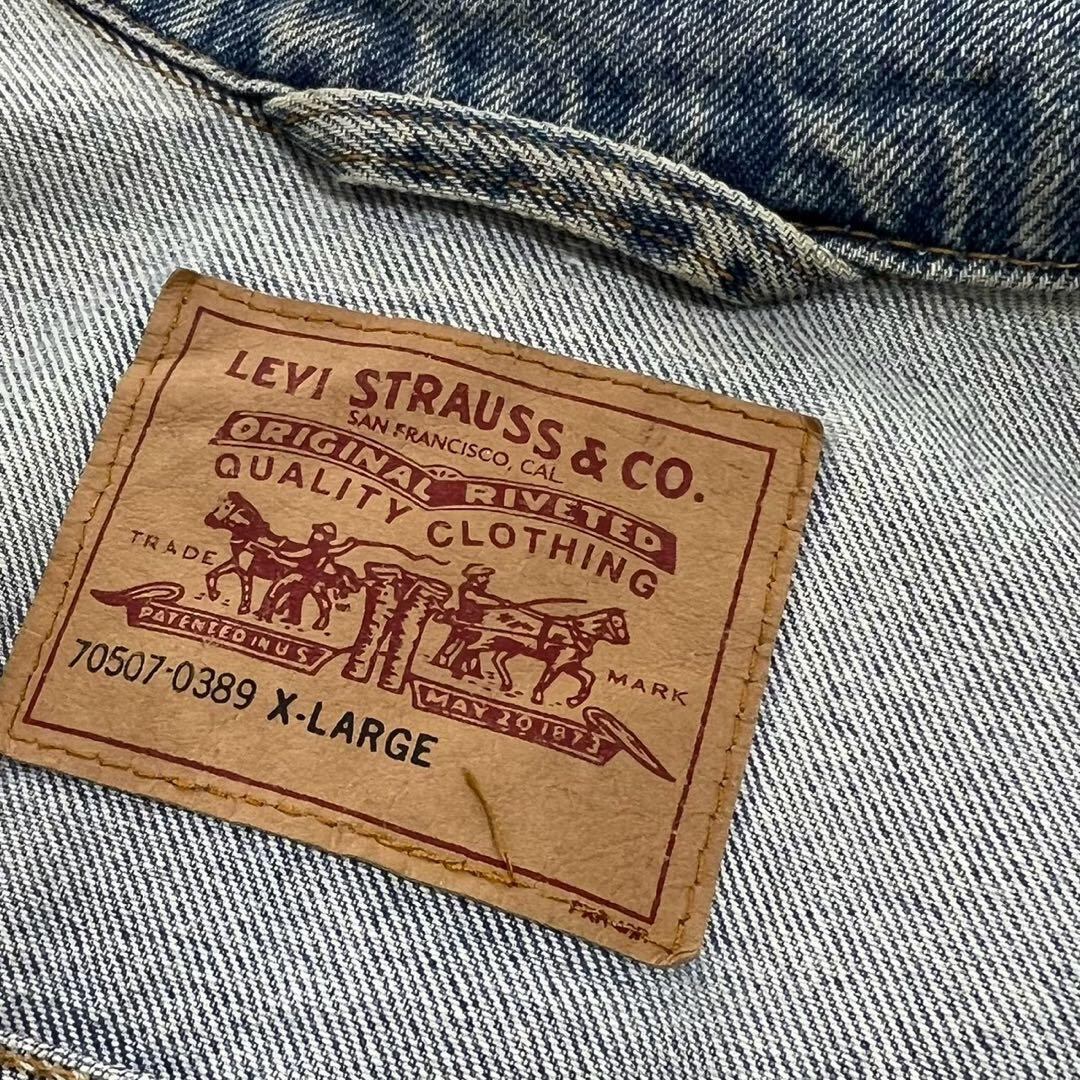 LEVI STRAUSS & CO.
SAN FRANCISCO, CAL
ORIGINAL RIVETED
QUALITY CLOTHING
TRADE MARK
PATENTED IN U S
MAY 20 1873
70507-0389 X-LARGE